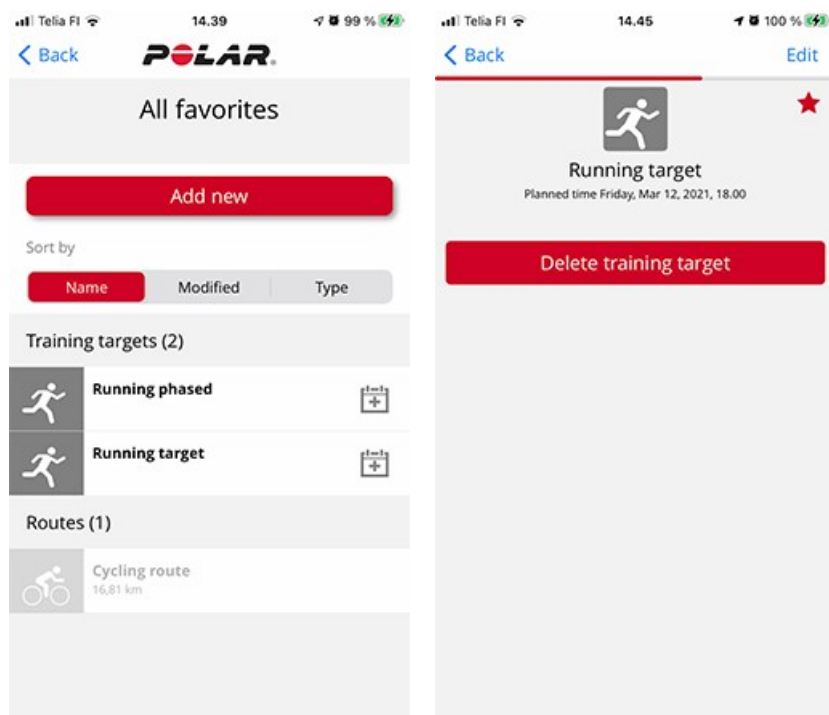 Telia FI 14.39 99 %
Back POLAR.
All favorites
Add new
Sort by
Name Modified Type
Training targets (2)
Running phased
Running target
Routes (1)
Cycling route
16,81 km
Telia FI 14.45 100 %
Back Edit
Running target
Planned time Friday, Mar 12, 2021, 18.00
Delete training target